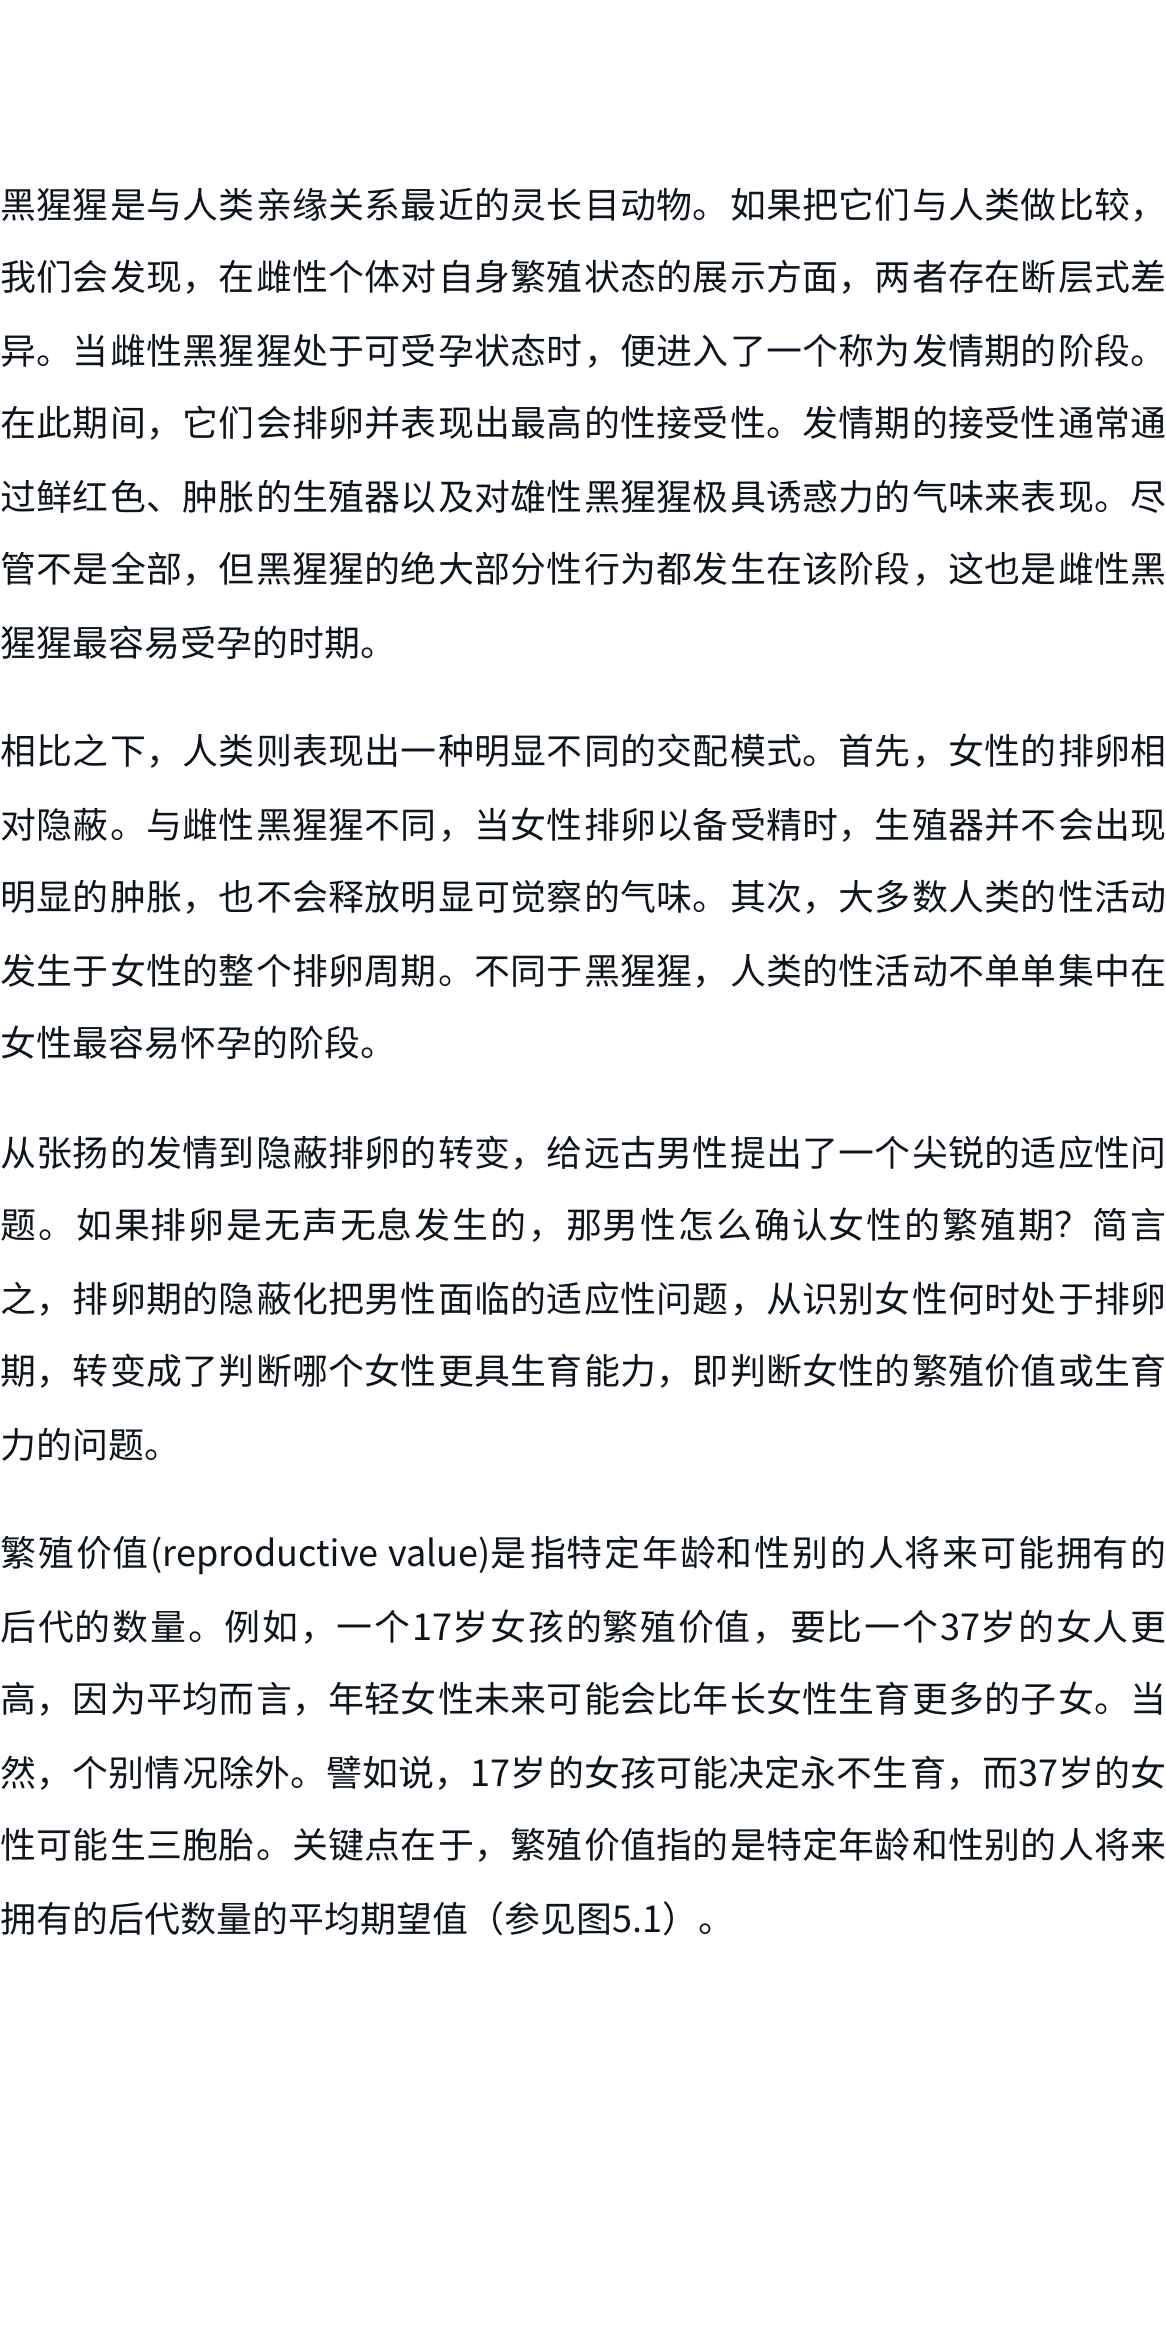 黑猩猩是与人类亲缘关系最近的灵长目动物。如果把它们与人类做比较，
我们会发现，在雌性个体对自身繁殖状态的展示方面，两者存在断层式差
异。当雌性黑猩猩处于可受孕状态时，便进入了一个称为发情期的阶段。
在此期间，它们会排卵并表现出最高的性接受性。发情期的接受性通常通
过鲜红色、肿胀的生殖器以及对雄性黑猩猩极具诱惑力的气味来表现。尽
管不是全部，但黑猩猩的绝大部分性行为都发生在该阶段，这也是雌性黑
猩猩最容易受孕的时期。
相比之下，人类则表现出一种明显不同的交配模式。首先，女性的排卵相
对隐蔽。与雌性黑猩猩不同，当女性排卵以备受精时，生殖器并不会出现
明显的肿胀，也不会释放明显可觉察的气味。其次，大多数人类的性活动
发生于女性的整个排卵周期。不同于黑猩猩，人类的性活动不单单集中在
女性最容易怀孕的阶段。
从张扬的发情到隐蔽排卵的转变，给远古男性提出了一个尖锐的适应性问
题。如果排卵是无声无息发生的，那男性怎么确认女性的繁殖期？简言
之，排卵期的隐蔽化把男性面临的适应性问题，从识别女性何时处于排卵
期，转变成了判断哪个女性更具生育能力，即判断女性的繁殖价值或生育
力的问题。
繁殖价值(reproductive value)是指特定年龄和性别的人将来可能拥有的
后代的数量。例如，一个17岁女孩的繁殖价值，要比一个37岁的女人更
高，因为平均而言，年轻女性未来可能会比年长女性生育更多的子女。当
然，个别情况除外。譬如说，17岁的女孩可能决定永不生育，而37岁的女
性可能生三胞胎。关键点在于，繁殖价值指的是特定年龄和性别的人将来
拥有的后代数量的平均期望值（参见图5.1）。